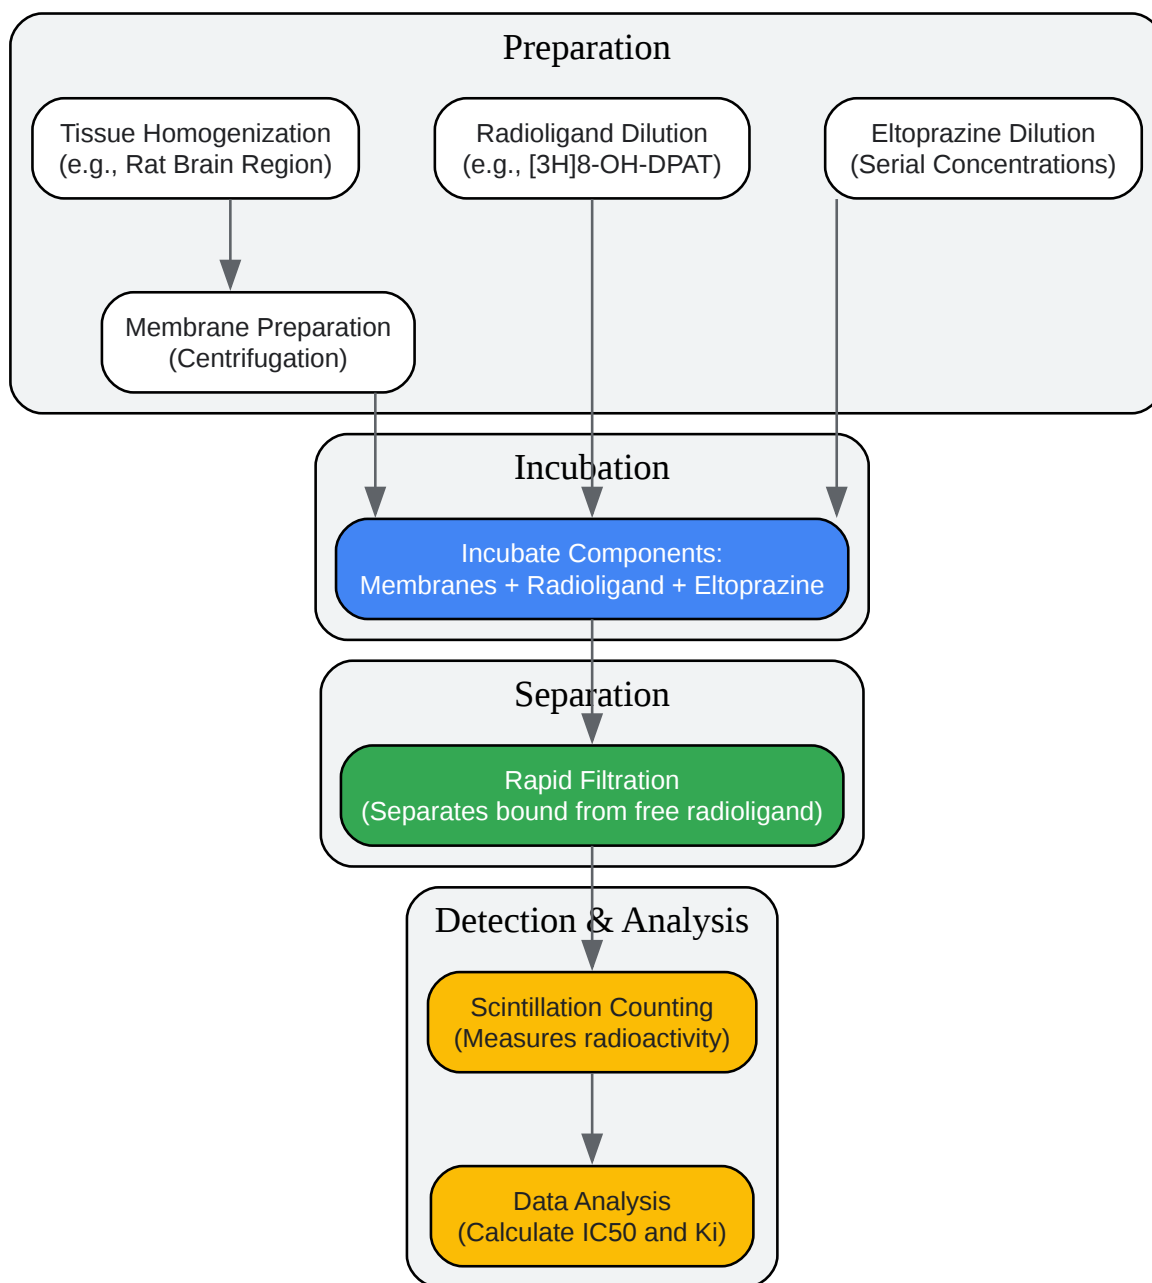 Preparation
Tissue Homogenization
(e.g., Rat Brain Region)
Radioligand Dilution
(e.g., [3H]8-OH-DPAT)
Eltoprazine Dilution
(Serial Concentrations)
Membrane Preparation
(Centrifugation)
Incubation
Incubate Components:
Membranes + Radioligand + Eltoprazine
Separation
Rapid Filtration
(Separates bound from free radioligand)
Detection & Analysis
Scintillation Counting
(Measures radioactivity)
Data Analysis
(Calculate IC50 and Ki)